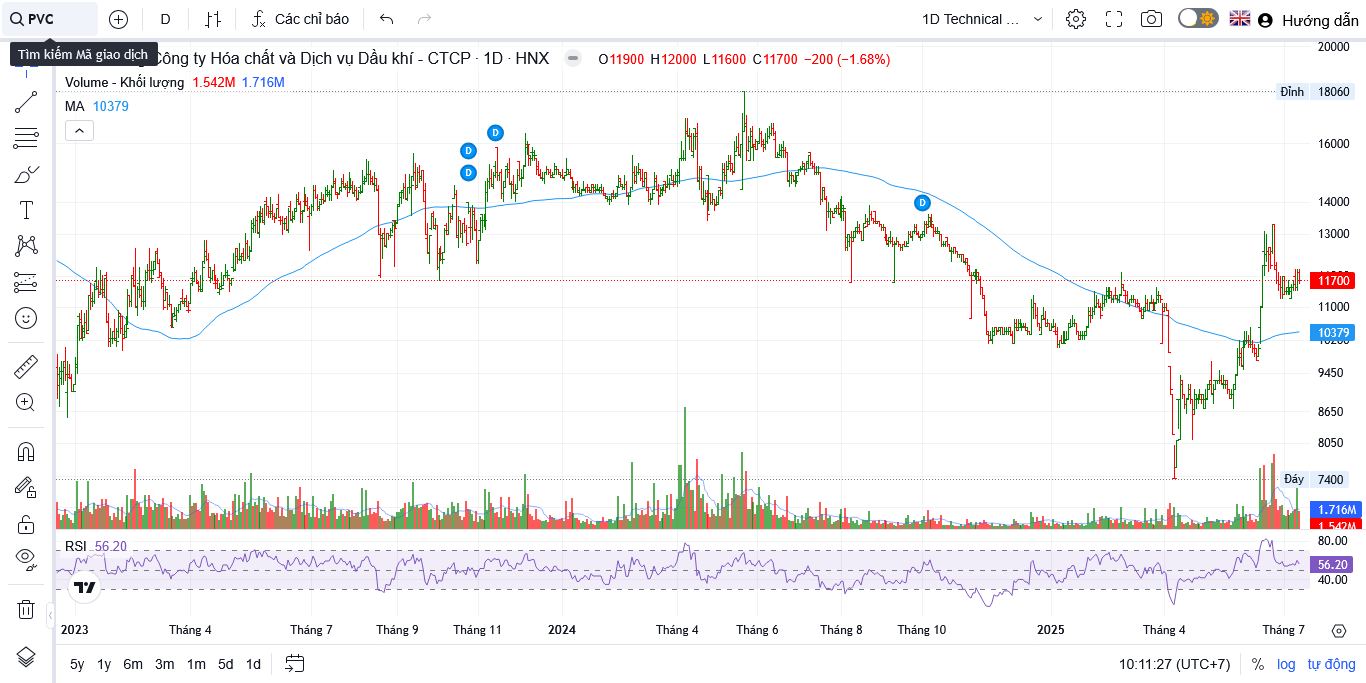 PVC
D
Các chỉ báo
1D Technical ...
Hướng dẫn
Tìm kiếm Mã giao dịch
Công ty Hóa chất và Dịch vụ Dầu khí - CTCP · 1D · HNX
O11900 H12000 L11600 C11700 −200 (−1.68%)
Volume - Khối lượng 1.542M 1.716M
MA 10379
D
D
D
D
20000
Đỉnh 18060
16000
14000
13000
11700
11000
10379
9450
8650
8050
Đáy 7400
1.716M
1.542M
RSI 56.20
80.00
56.20
40.00
2023 Tháng 4 Tháng 7 Tháng 9 Tháng 11 2024 Tháng 4 Tháng 6 Tháng 8 Tháng 10 2025 Tháng 4 Tháng 7
5y 1y 6m 3m 1m 5d 1d
10:11:27 (UTC+7) % log tự động